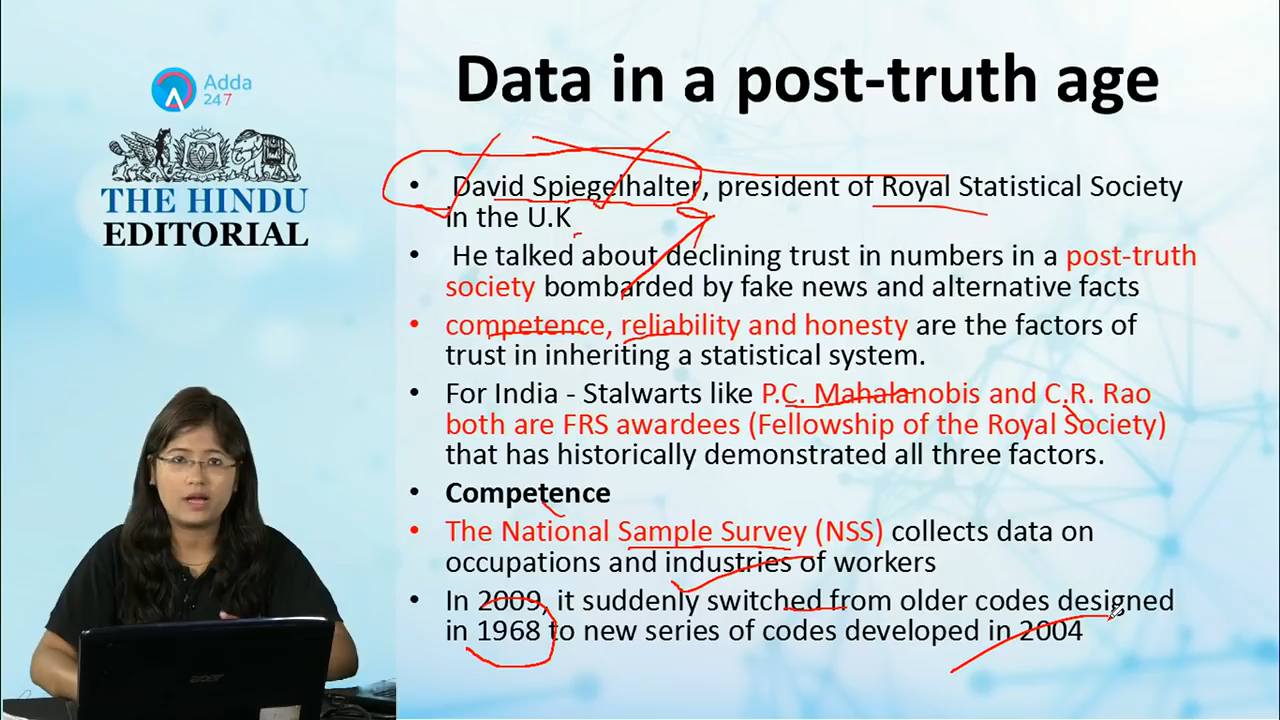 Adda
247
THE HINDU
EDITORIAL
Data in a post-truth age
• David Spiegelhalter, president of Royal Statistical Society
in the U.K
• He talked about declining trust in numbers in a post-truth
society bombarded by fake news and alternative facts
• competence, reliability and honesty are the factors of
trust in inheriting a statistical system.
• For India - Stalwarts like P.C. Mahalanobis and C.R. Rao
both are FRS awardees (Fellowship of the Royal Society)
that has historically demonstrated all three factors.
• Competence
• The National Sample Survey (NSS) collects data on
occupations and industries of workers
• In 2009, it suddenly switched from older codes designed
in 1968 to new series of codes developed in 2004
acer